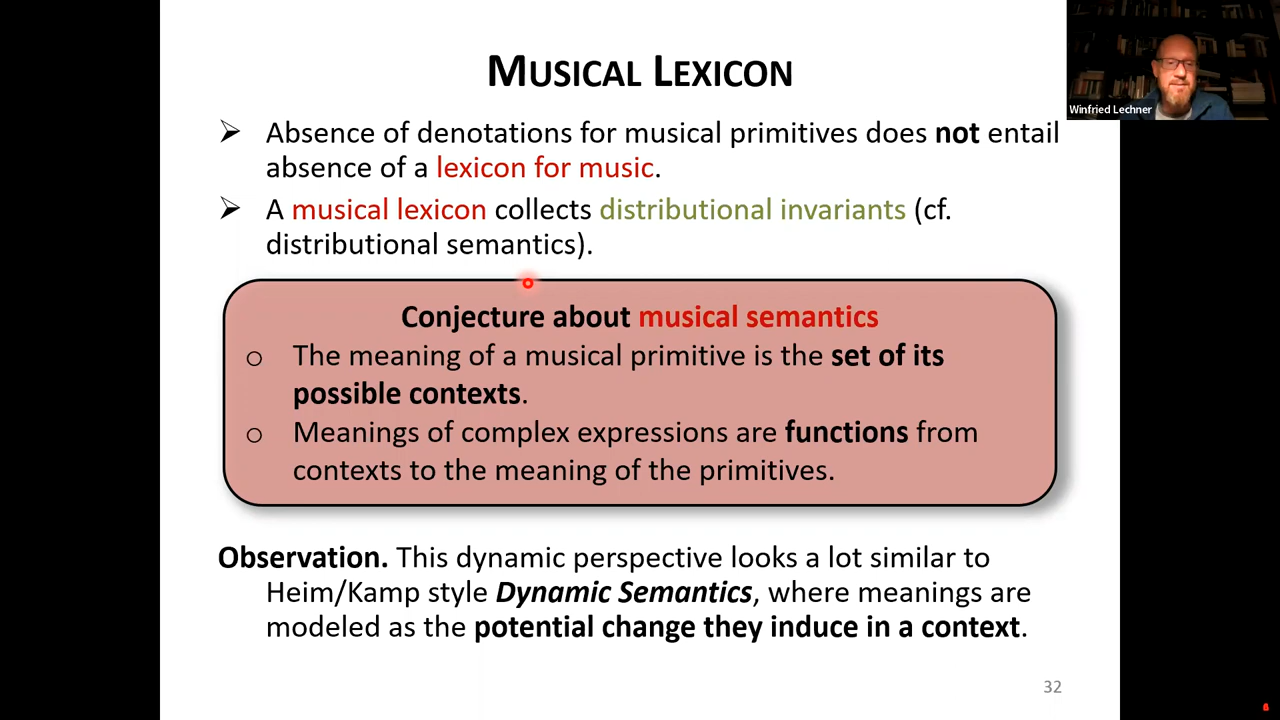 MUSICAL LEXICON
Winfried Lechner
➢ Absence of denotations for musical primitives does not entail
absence of a lexicon for music.
➢ A musical lexicon collects distributional invariants (cf.
distributional semantics).
Conjecture about musical semantics
o The meaning of a musical primitive is the set of its
possible contexts.
o Meanings of complex expressions are functions from
contexts to the meaning of the primitives.
Observation. This dynamic perspective looks a lot similar to
Heim/Kamp style Dynamic Semantics, where meanings are
modeled as the potential change they induce in a context.
32